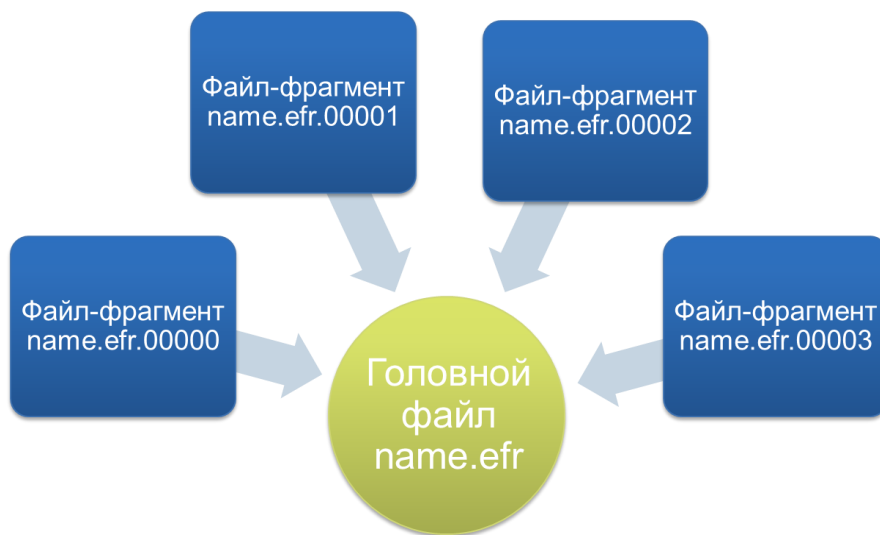 Файл-фрагмент
name.efr.00001
Файл-фрагмент
name.efr.00002
Файл-фрагмент
name.efr.00000
Файл-фрагмент
name.efr.00003
Головной
файл
name.efr